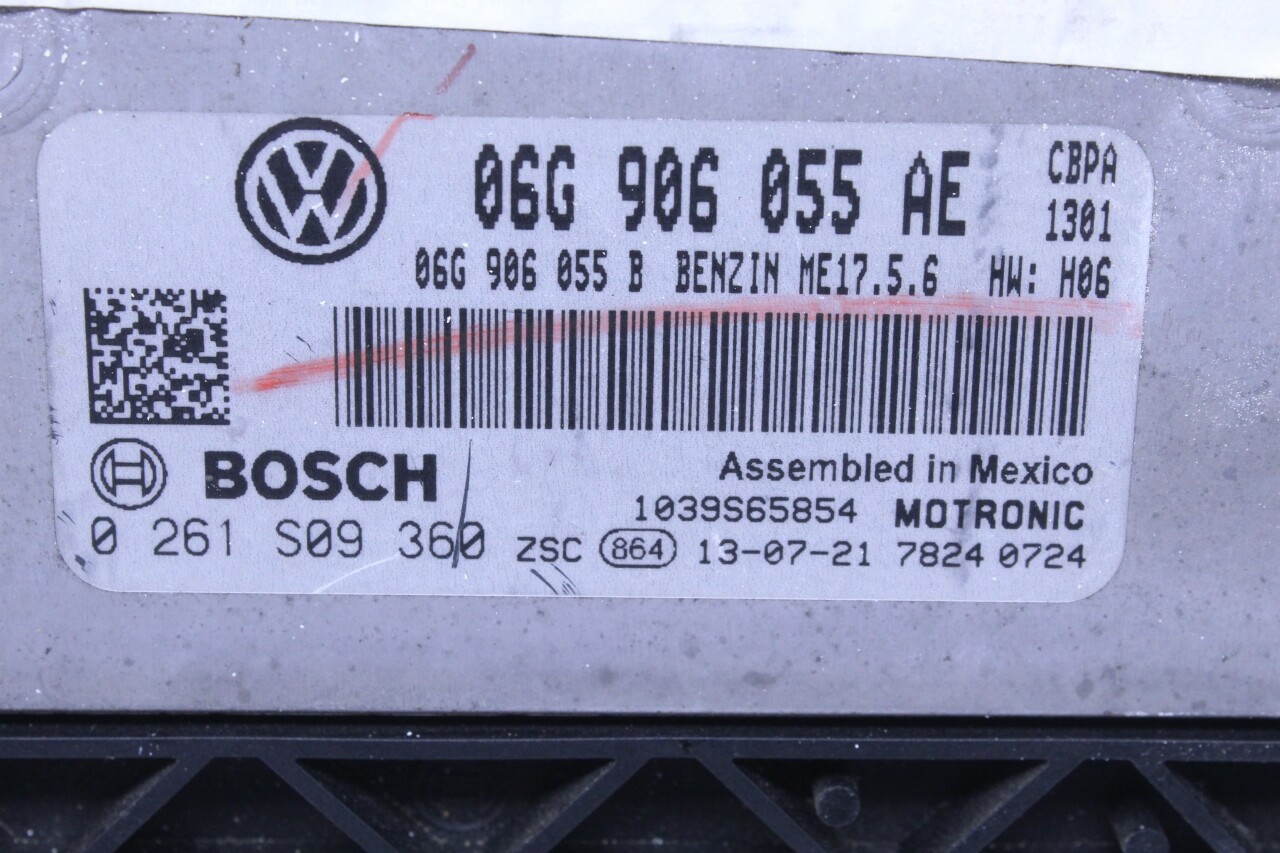 06G 906 055 AE CBPA
1301
06G 906 055 B BENZIN ME17.5.6 HW: H06
BOSCH
Assembled in Mexico
1039S65854 MOTRONIC
0 261 S09 360 ZSC 864 13-07-21 7824 0724